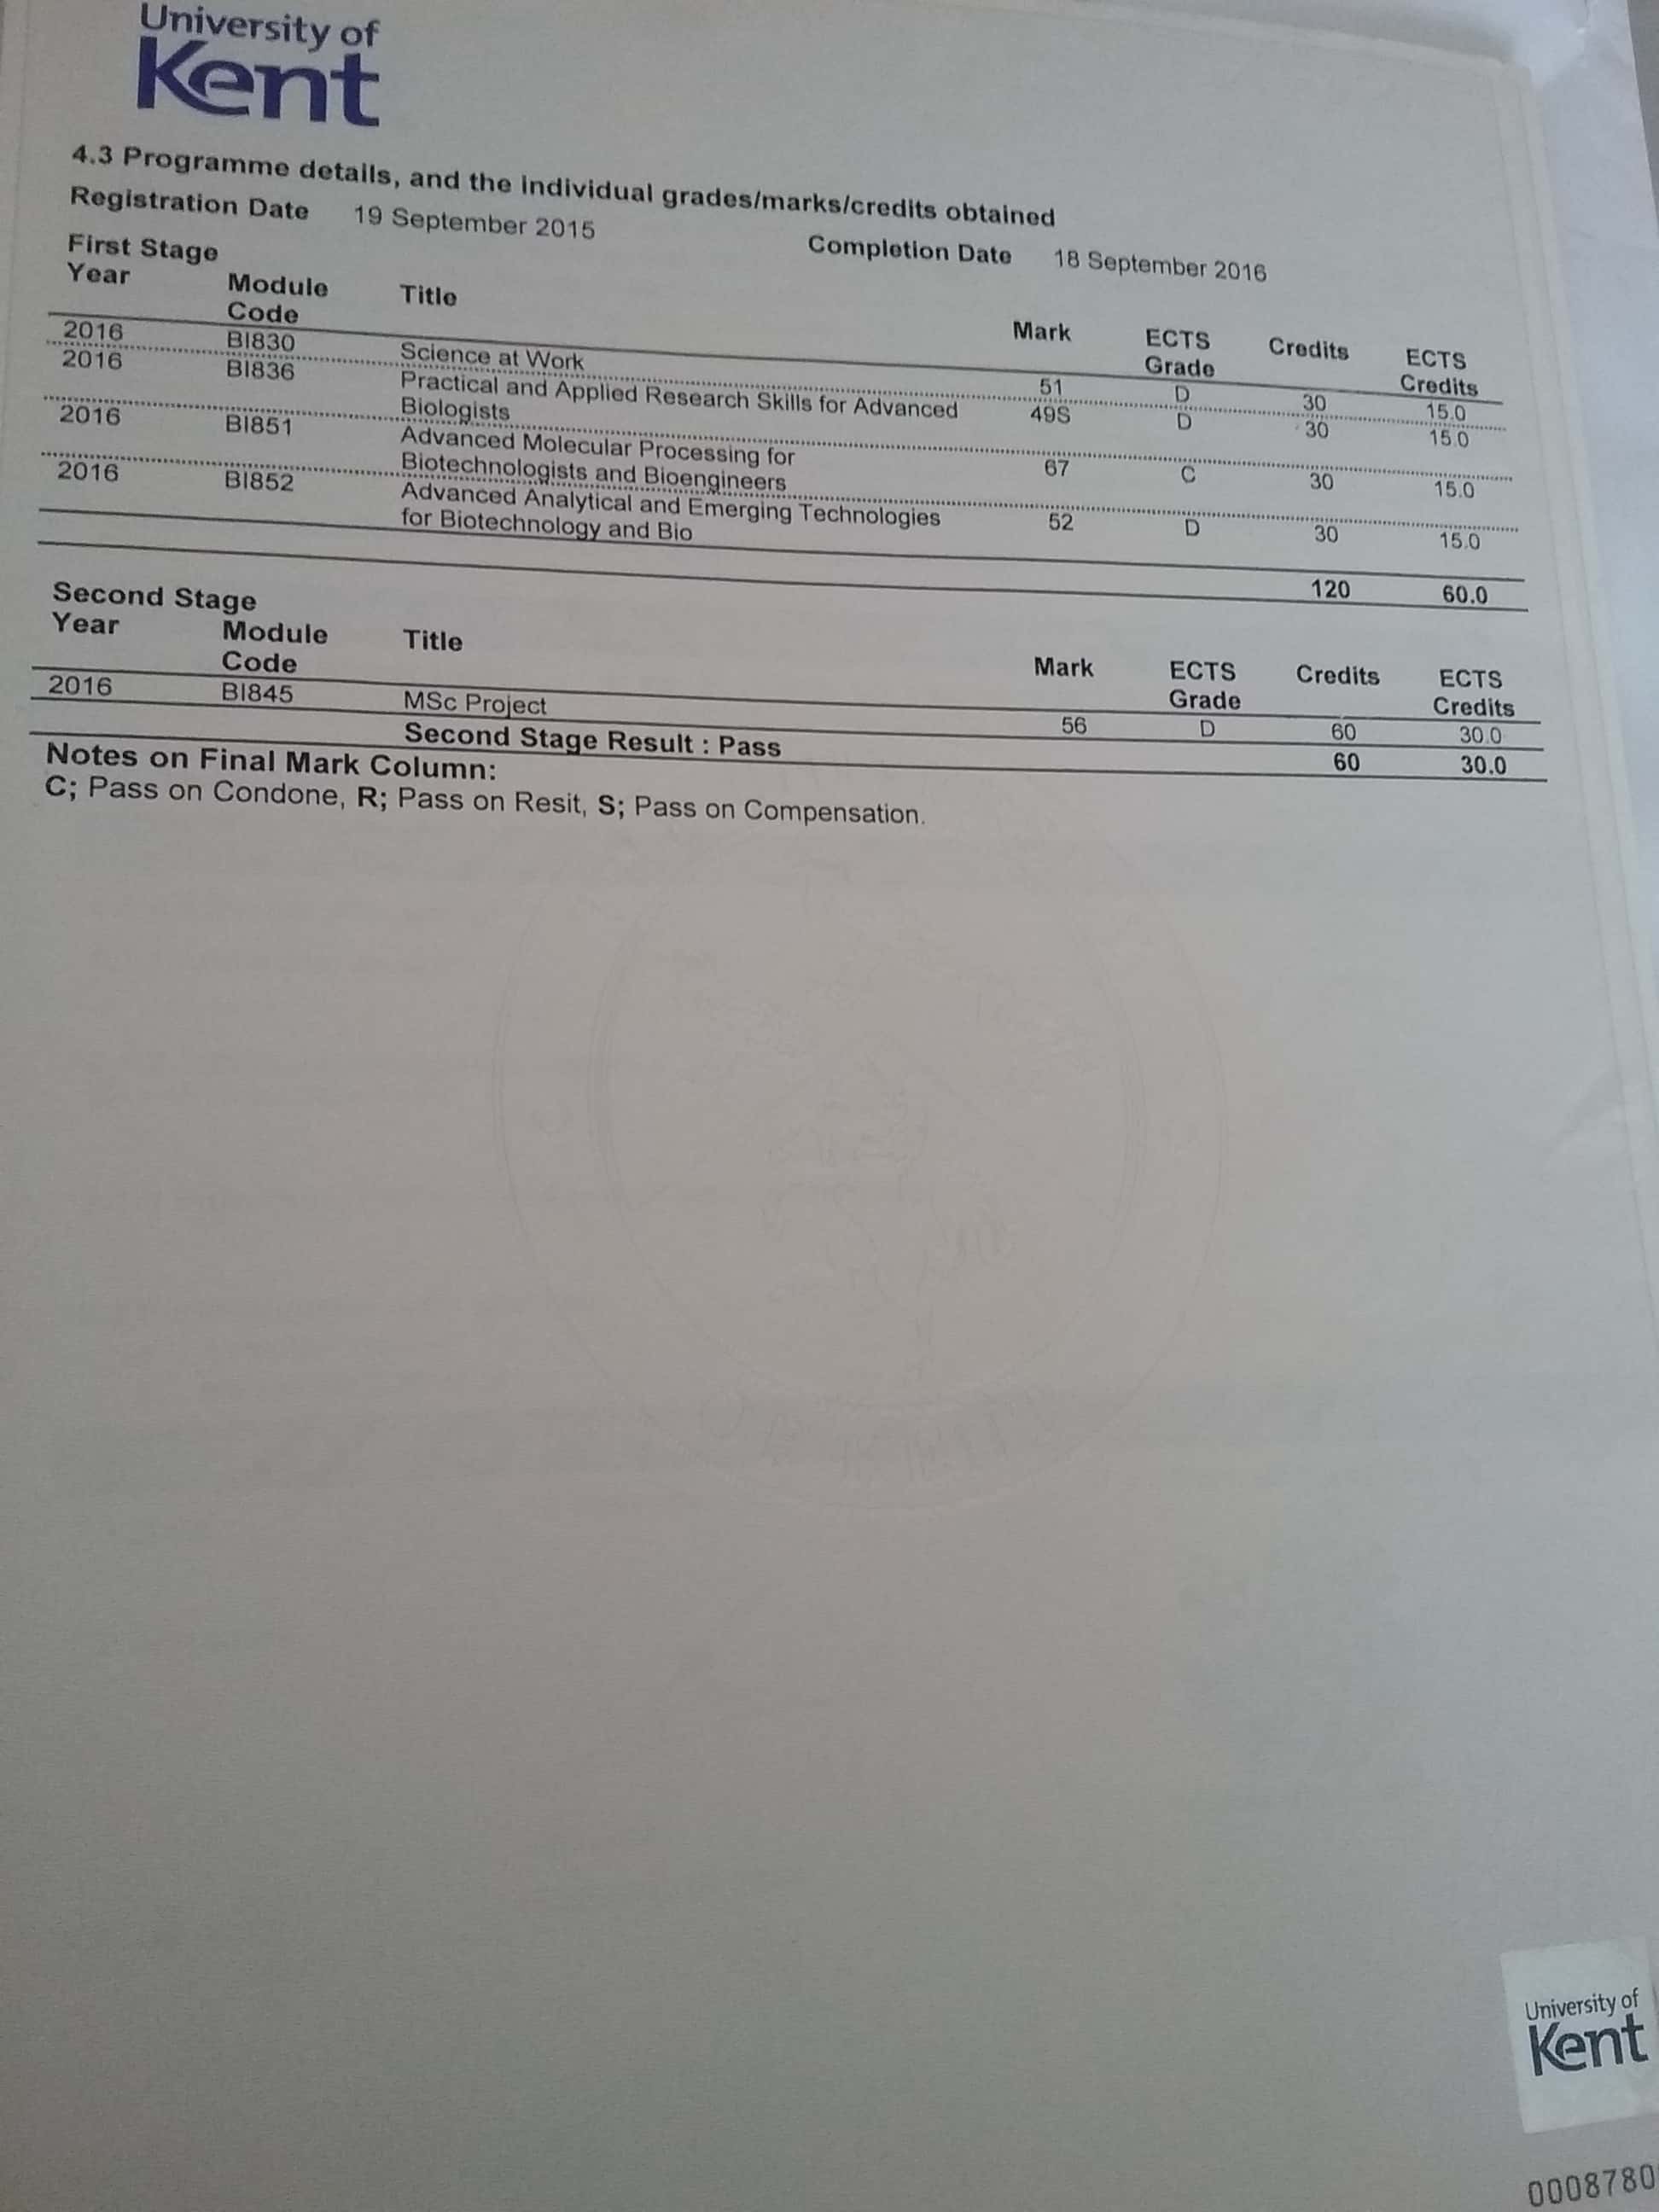 University of
Kent
4.3 Programme details, and the individual grades/marks/credits obtained
Registration Date 19 September 2015 Completion Date 18 September 2016
First Stage
Year Module Code Title Mark ECTS Grade Credits ECTS Credits
2016 BI830 Science at Work 51 D 30 15.0
2016 BI836 Practical and Applied Research Skills for Advanced 49S D 30 15.0
Biologists
2016 BI851 Advanced Molecular Processing for 67 C 30 15.0
Biotechnologists and Bioengineers
2016 BI852 Advanced Analytical and Emerging Technologies 52 D 30 15.0
for Biotechnology and Bio
120 60.0
Second Stage
Year Module Code Title Mark ECTS Grade Credits ECTS Credits
2016 BI845 MSc Project 56 D 60 30.0
Second Stage Result : Pass 60 30.0
Notes on Final Mark Column:
C; Pass on Condone, R; Pass on Resit, S; Pass on Compensation.
University of
Kent
0008780